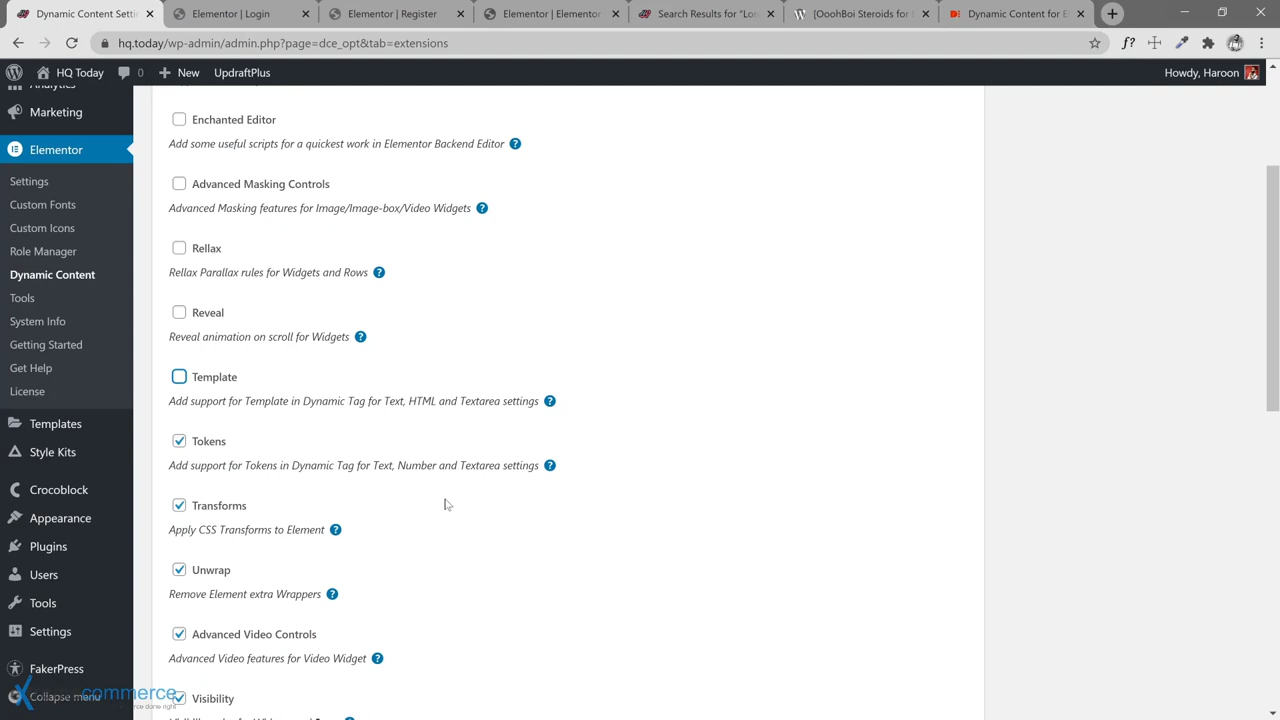 Dynamic Content Settin
Elementor | Login
Elementor | Register
Elementor | Elementor
Search Results for "Los
[OoohBoi Steroids for
Dynamic Content for E
hq.today/wp-admin/admin.php?page=dce_opt&tab=extensions
HQ Today
0
New
UpdraftPlus
Howdy, Haroon
Analytics
Marketing
Elementor
Settings
Custom Fonts
Custom Icons
Role Manager
Dynamic Content
Tools
System Info
Getting Started
Get Help
License
Templates
Style Kits
Crocoblock
Appearance
Plugins
Users
Tools
Settings
FakerPress
Collapse menu
commerce
Enchanted Editor
Add some useful scripts for a quickest work in Elementor Backend Editor
Advanced Masking Controls
Advanced Masking features for Image/Image-box/Video Widgets
Rellax
Rellax Parallax rules for Widgets and Rows
Reveal
Reveal animation on scroll for Widgets
Template
Add support for Template in Dynamic Tag for Text, HTML and Textarea settings
Tokens
Add support for Tokens in Dynamic Tag for Text, Number and Textarea settings
Transforms
Apply CSS Transforms to Element
Unwrap
Remove Element extra Wrappers
Advanced Video Controls
Advanced Video features for Video Widget
Visibility